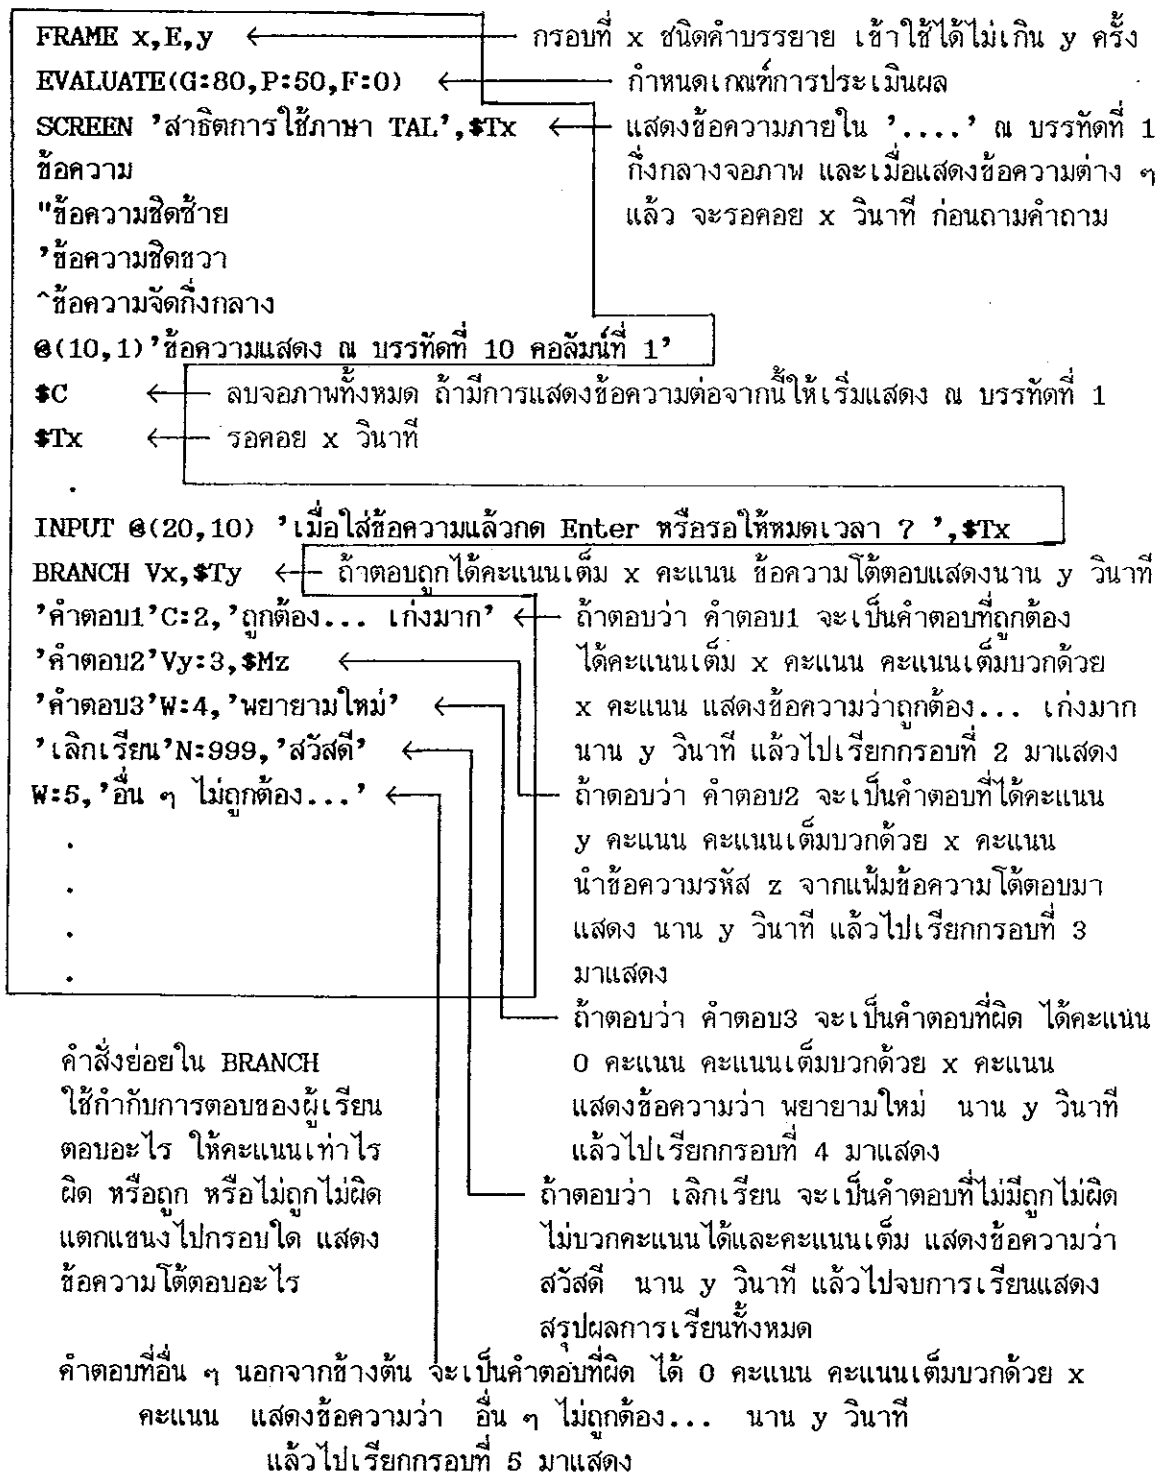 FRAME x,E,y ← กรอบที่ x ชนิดคำบรรยาย เข้าใช้ได้ไม่เกิน y ครั้ง
EVALUATE(G:80,P:50,F:0) ← กำหนดเกณฑ์การประเมินผล
SCREEN 'สาธิตการใช้ภาษา TAL',$Tx ← แสดงข้อความภายใน '....' ณ บรรทัดที่ 1
กึ่งกลางจอภาพ และเมื่อแสดงข้อความต่าง ๆ
แล้ว จะรอคอย x วินาที ก่อนถามคำถาม
ข้อความ
"ข้อความชิดซ้าย
'ข้อความชิดขวา
^ข้อความจัดกึ่งกลาง
@(10,1)'ข้อความแสดง ณ บรรทัดที่ 10 คอลัมน์ที่ 1'
$C ← ลบจอภาพทั้งหมด ถ้ามีการแสดงข้อความต่อจากนี้ให้เริ่มแสดง ณ บรรทัดที่ 1
$Tx ← รอคอย x วินาที
.
INPUT @(20,10) 'เมื่อใส่ข้อความแล้วกด Enter หรือรอให้หมดเวลา ? ',$Tx
BRANCH Vx,$Ty ← ถ้าตอบถูกได้คะแนนเต็ม x คะแนน ข้อความโต้ตอบแสดงนาน y วินาที
'คำตอบ1'C:2,'ถูกต้อง... เก่งมาก' ←
'คำตอบ2'Vy:3,$Mz ←
'คำตอบ3'W:4,'พยายามใหม่' ←
'เลิกเรียน'N:999,'สวัสดี' ←
W:5,'อื่น ๆ ไม่ถูกต้อง...' ←
.
.
.
.
ถ้าตอบว่า คำตอบ1 จะเป็นคำตอบที่ถูกต้อง
ได้คะแนนเต็ม x คะแนน คะแนนเต็มบวกด้วย
x คะแนน แสดงข้อความว่าถูกต้อง... เก่งมาก
นาน y วินาที แล้วไปเรียกกรอบที่ 2 มาแสดง
ถ้าตอบว่า คำตอบ2 จะเป็นคำตอบที่ได้คะแนน
y คะแนน คะแนนเต็มบวกด้วย x คะแนน
นำข้อความรหัส z จากแฟ้มข้อความโต้ตอบมา
แสดง นาน y วินาที แล้วไปเรียกกรอบที่ 3
มาแสดง
ถ้าตอบว่า คำตอบ3 จะเป็นคำตอบที่ผิด ได้คะแนน
0 คะแนน คะแนนเต็มบวกด้วย x คะแนน
แสดงข้อความว่า พยายามใหม่ นาน y วินาที
แล้วไปเรียกกรอบที่ 4 มาแสดง
ถ้าตอบว่า เลิกเรียน จะเป็นคำตอบที่ไม่มีถูกไม่ผิด
ไม่บวกคะแนนได้และคะแนนเต็ม แสดงข้อความว่า
สวัสดี นาน y วินาที แล้วไปจบการเรียนแสดง
สรุปผลการเรียนทั้งหมด
คำสั่งย่อยใน BRANCH
ใช้กำกับการตอบของผู้เรียน
ตอบอะไร ให้คะแนนเท่าไร
ผิด หรือถูก หรือไม่ถูกไม่ผิด
แตกแขนงไปกรอบใด แสดง
ข้อความโต้ตอบอะไร
คำตอบที่อื่น ๆ นอกจากข้างต้น จะเป็นคำตอบที่ผิด ได้ 0 คะแนน คะแนนเต็มบวกด้วย x
คะแนน แสดงข้อความว่า อื่น ๆ ไม่ถูกต้อง... นาน y วินาที
แล้วไปเรียกกรอบที่ 5 มาแสดง